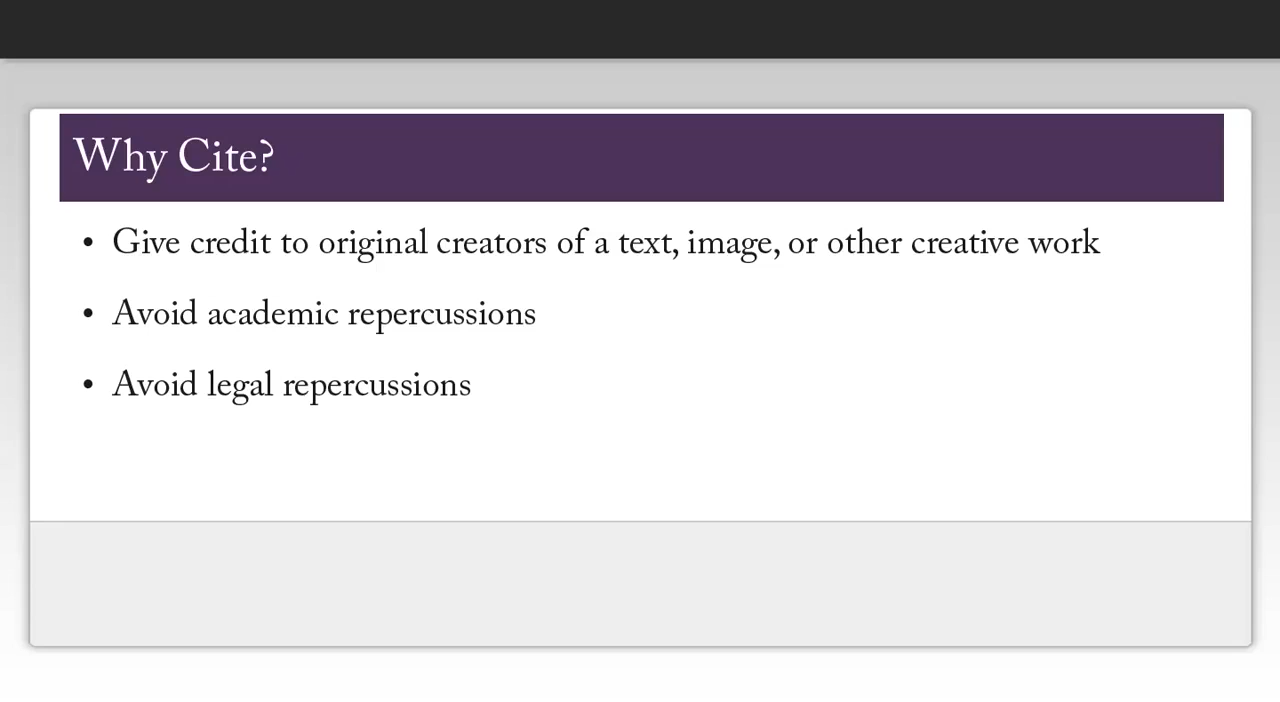 Why Cite?
• Give credit to original creators of a text, image, or other creative work
• Avoid academic repercussions
• Avoid legal repercussions